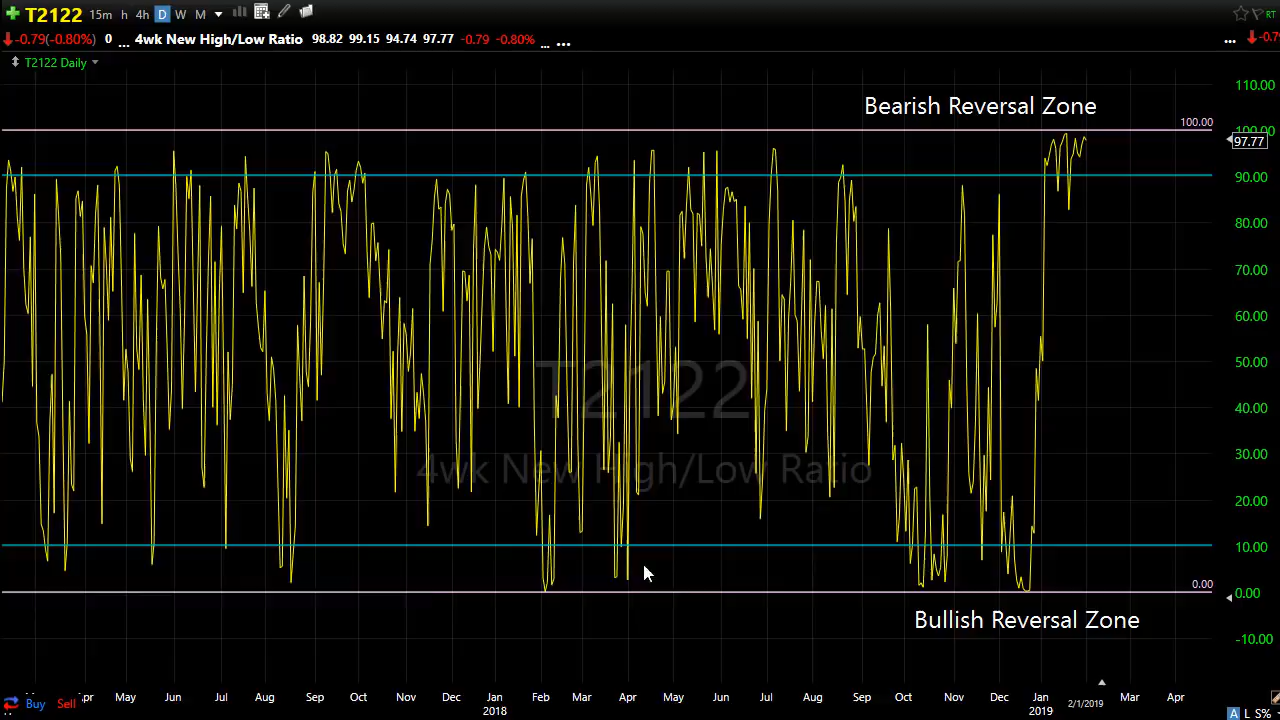 T2122 15m h 4h D W M RT
-0.79(-0.80%) 0 ... 4wk New High/Low Ratio 98.82 99.15 94.74 97.77 -0.79 -0.80% ... ... ... -0.79
T2122 Daily
110.00
Bearish Reversal Zone
100.00 100.00
97.77
90.00
80.00
70.00
60.00
50.00
T2122
40.00
30.00
4wk New High/Low Ratio
20.00
10.00
0.00 0.00
Bullish Reversal Zone
-10.00
Apr May Jun Jul Aug Sep Oct Nov Dec Jan Feb Mar Apr May Jun Jul Aug Sep Oct Nov Dec Jan 2/1/2019 Mar Apr
Buy Sell 2018 2019
A L S%